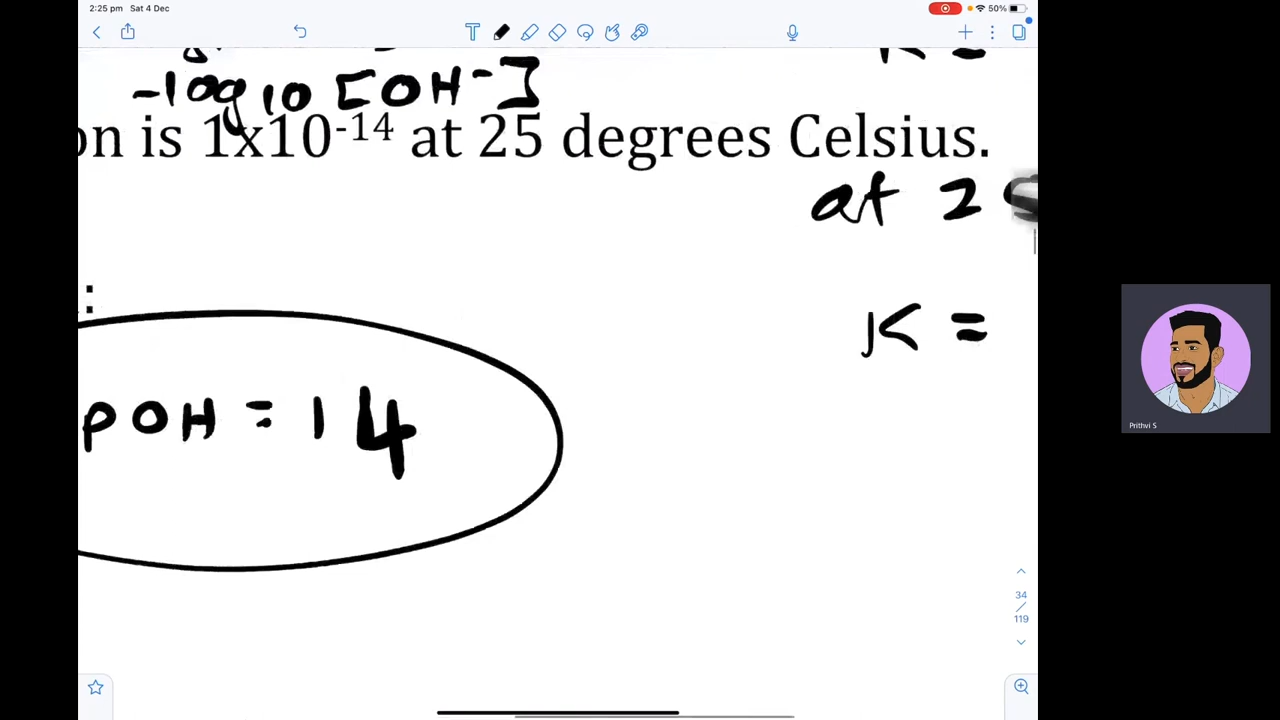 2:25 pm Sat 4 Dec
50%
K =
-log10 [OH-]
on is 1x10-14 at 25 degrees Celsius.
at 2
:
K =
pOH = 14
Prithvi S
34
/
119